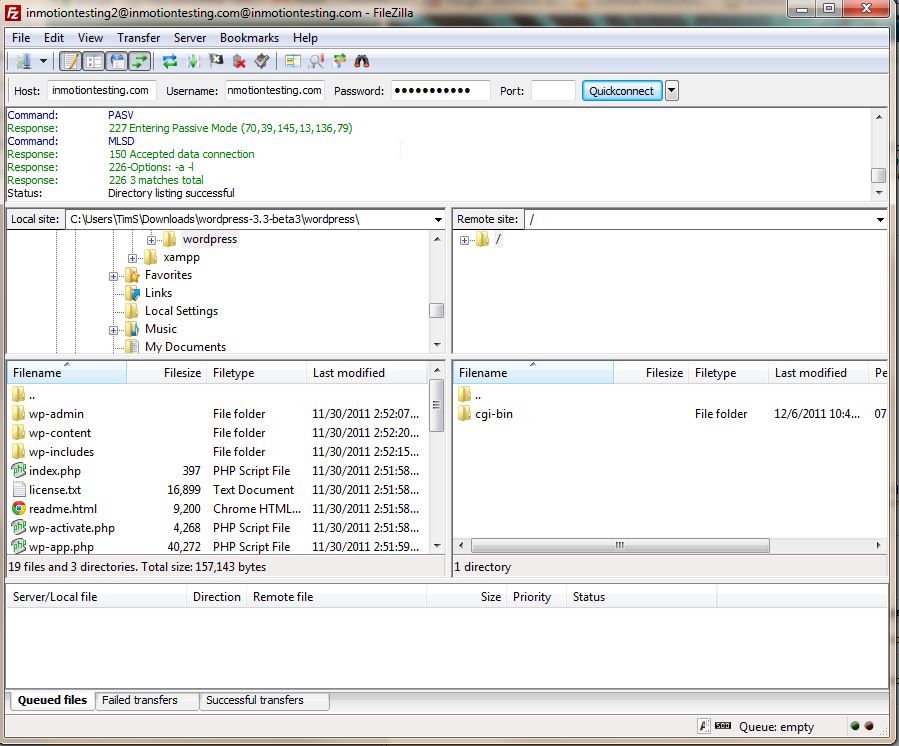 inmotiontesting2@inmotiontesting.com@inmotiontesting.com - FileZilla
File Edit View Transfer Server Bookmarks Help
Host: inmotiontesting.com Username: nmotiontesting.com Password: ●●●●●●●●●●● Port: Quickconnect
Command: PASV
Response: 227 Entering Passive Mode (70,39,145,13,136,79)
Command: MLSD
Response: 150 Accepted data connection
Response: 226-Options: -a -l
Response: 226 3 matches total
Status: Directory listing successful
Local site: C:\Users\TimS\Downloads\wordpress-3.3-beta3\wordpress\
wordpress
xampp
Favorites
Links
Local Settings
Music
My Documents
Remote site: /
/
Filename Filesize Filetype Last modified
..
wp-admin File folder 11/30/2011 2:52:07...
wp-content File folder 11/30/2011 2:52:20...
wp-includes File folder 11/30/2011 2:52:15...
index.php 397 PHP Script File 11/30/2011 2:51:58...
license.txt 16,899 Text Document 11/30/2011 2:51:58...
readme.html 9,200 Chrome HTML... 11/30/2011 2:51:58...
wp-activate.php 4,268 PHP Script File 11/30/2011 2:51:58...
wp-app.php 40,272 PHP Script File 11/30/2011 2:51:59...
19 files and 3 directories. Total size: 157,143 bytes
Filename Filesize Filetype Last modified Pe
..
cgi-bin File folder 12/6/2011 10:4... 07
1 directory
Server/Local file Direction Remote file Size Priority Status
Queued files Failed transfers Successful transfers
Queue: empty